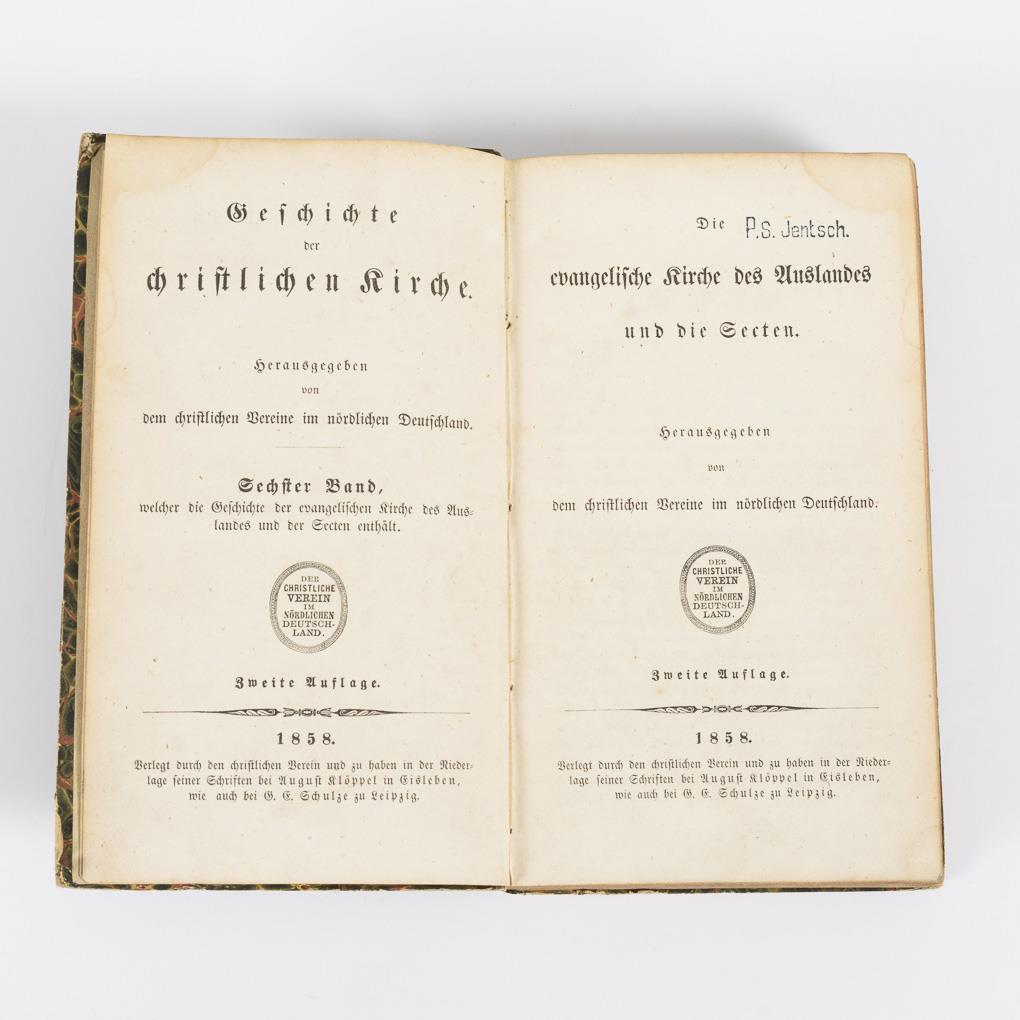 Geschichte
der
christlichen Kirche.
Herausgegeben
von
dem christlichen Vereine im nördlichen Deutschland.
Sechster Band,
welcher die Geschichte der evangelischen Kirche des Aus-
landes und der Secten enthält.
DER
CHRISTLICHE
VEREIN
IM
NÖRDLICHEN
DEUTSCH-
LAND.
Zweite Auflage.
1858.
Verlegt durch den christlichen Verein und zu haben in der Nieder-
lage seiner Schriften bei August Klöppel in Eisleben,
wie auch bei G. E. Schulze zu Leipzig.
Die P.S. Jentsch.
evangelische Kirche des Auslandes
und die Secten.
Herausgegeben
von
dem christlichen Vereine im nördlichen Deutschland.
DER
CHRISTLICHE
VEREIN
IM
NÖRDLICHEN
DEUTSCH-
LAND.
Zweite Auflage.
1858.
Verlegt durch den christlichen Verein und zu haben in der Nieder-
lage seiner Schriften bei August Klöppel in Eisleben,
wie auch bei G. E. Schulze zu Leipzig.